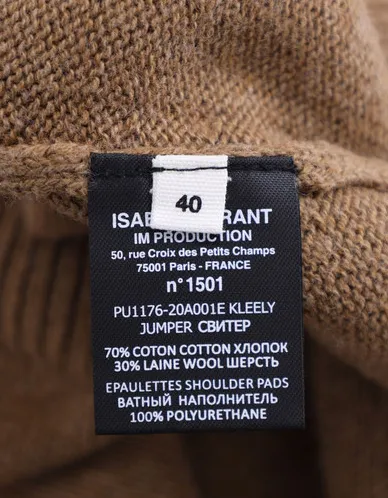 40
ISAB RANT
IM PRODUCTION
50, rue Croix des Petits Champs
75001 Paris - FRANCE
n°1501
PU1176-20A001E KLEELY
JUMPER СВИТЕР
70% COTON COTTON ХЛОПОК
30% LAINE WOOL ШЕРСТЬ
EPAULETTES SHOULDER PADS
ВАТНЫЙ НАПОЛНИТЕЛЬ
100% POLYURETHANE